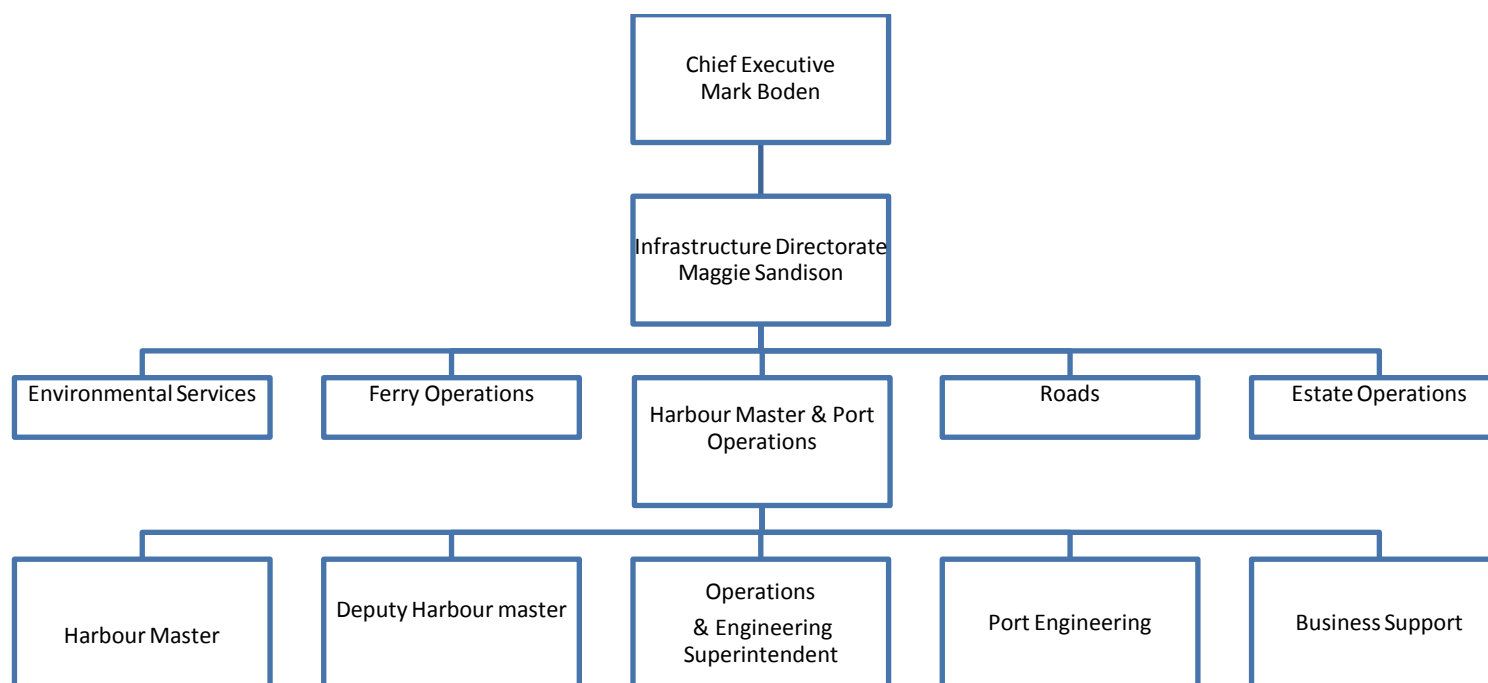 Chief Executive
Mark Boden
Infrastructure Directorate
Maggie Sandison
Environmental Services
Ferry Operations
Harbour Master & Port
Operations
Roads
Estate Operations
Harbour Master
Deputy Harbour master
Operations
& Engineering
Superintendent
Port Engineering
Business Support